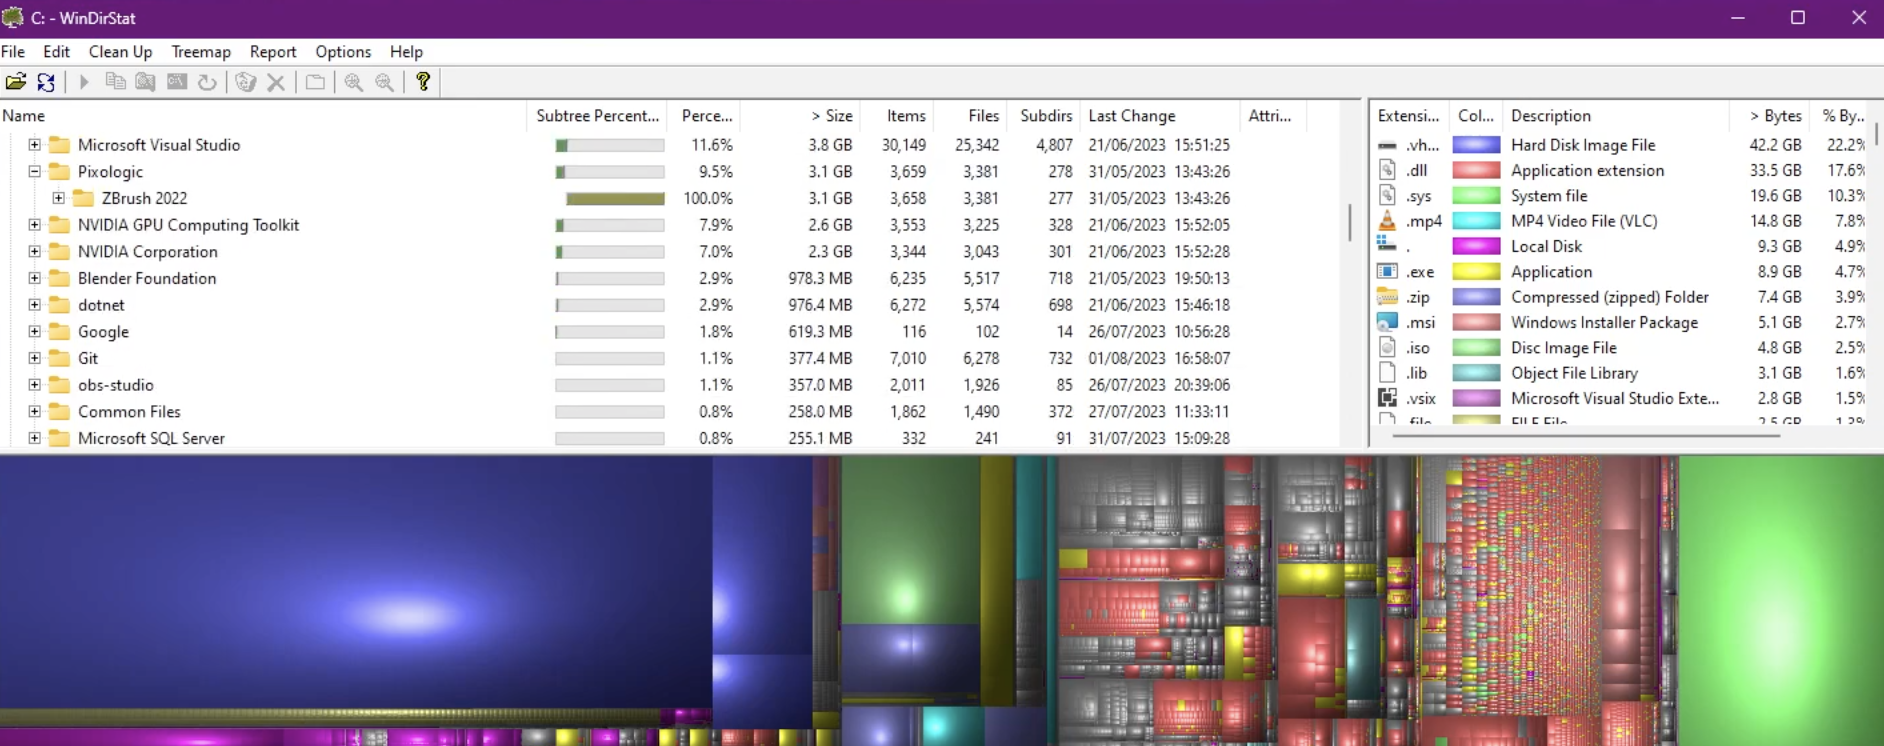 C: - WinDirStat
File Edit Clean Up Treemap Report Options Help
Name Subtree Percent... Perce... > Size Items Files Subdirs Last Change Attri...
Microsoft Visual Studio 11.6% 3.8 GB 30,149 25,342 4,807 21/06/2023 15:51:25
Pixologic 9.5% 3.1 GB 3,659 3,381 278 31/05/2023 13:43:26
ZBrush 2022 100.0% 3.1 GB 3,658 3,381 277 31/05/2023 13:43:26
NVIDIA GPU Computing Toolkit 7.9% 2.6 GB 3,553 3,225 328 21/06/2023 15:52:05
NVIDIA Corporation 7.0% 2.3 GB 3,344 3,043 301 21/06/2023 15:52:28
Blender Foundation 2.9% 978.3 MB 6,235 5,517 718 21/05/2023 19:50:13
dotnet 2.9% 976.4 MB 6,272 5,574 698 21/06/2023 15:46:18
Google 1.8% 619.3 MB 116 102 14 26/07/2023 10:56:28
Git 1.1% 377.4 MB 7,010 6,278 732 01/08/2023 16:58:07
obs-studio 1.1% 357.0 MB 2,011 1,926 85 26/07/2023 20:39:06
Common Files 0.8% 258.0 MB 1,862 1,490 372 27/07/2023 11:33:11
Microsoft SQL Server 0.8% 255.1 MB 332 241 91 31/07/2023 15:09:28
Extensi... Col... Description > Bytes % By...
.vh... Hard Disk Image File 42.2 GB 22.2%
.dll Application extension 33.5 GB 17.6%
.sys System file 19.6 GB 10.3%
.mp4 MP4 Video File (VLC) 14.8 GB 7.8%
. Local Disk 9.3 GB 4.9%
.exe Application 8.9 GB 4.7%
.zip Compressed (zipped) Folder 7.4 GB 3.9%
.msi Windows Installer Package 5.1 GB 2.7%
.iso Disc Image File 4.8 GB 2.5%
.lib Object File Library 3.1 GB 1.6%
.vsix Microsoft Visual Studio Exte... 2.8 GB 1.5%
.file FILE File 2.5 GB